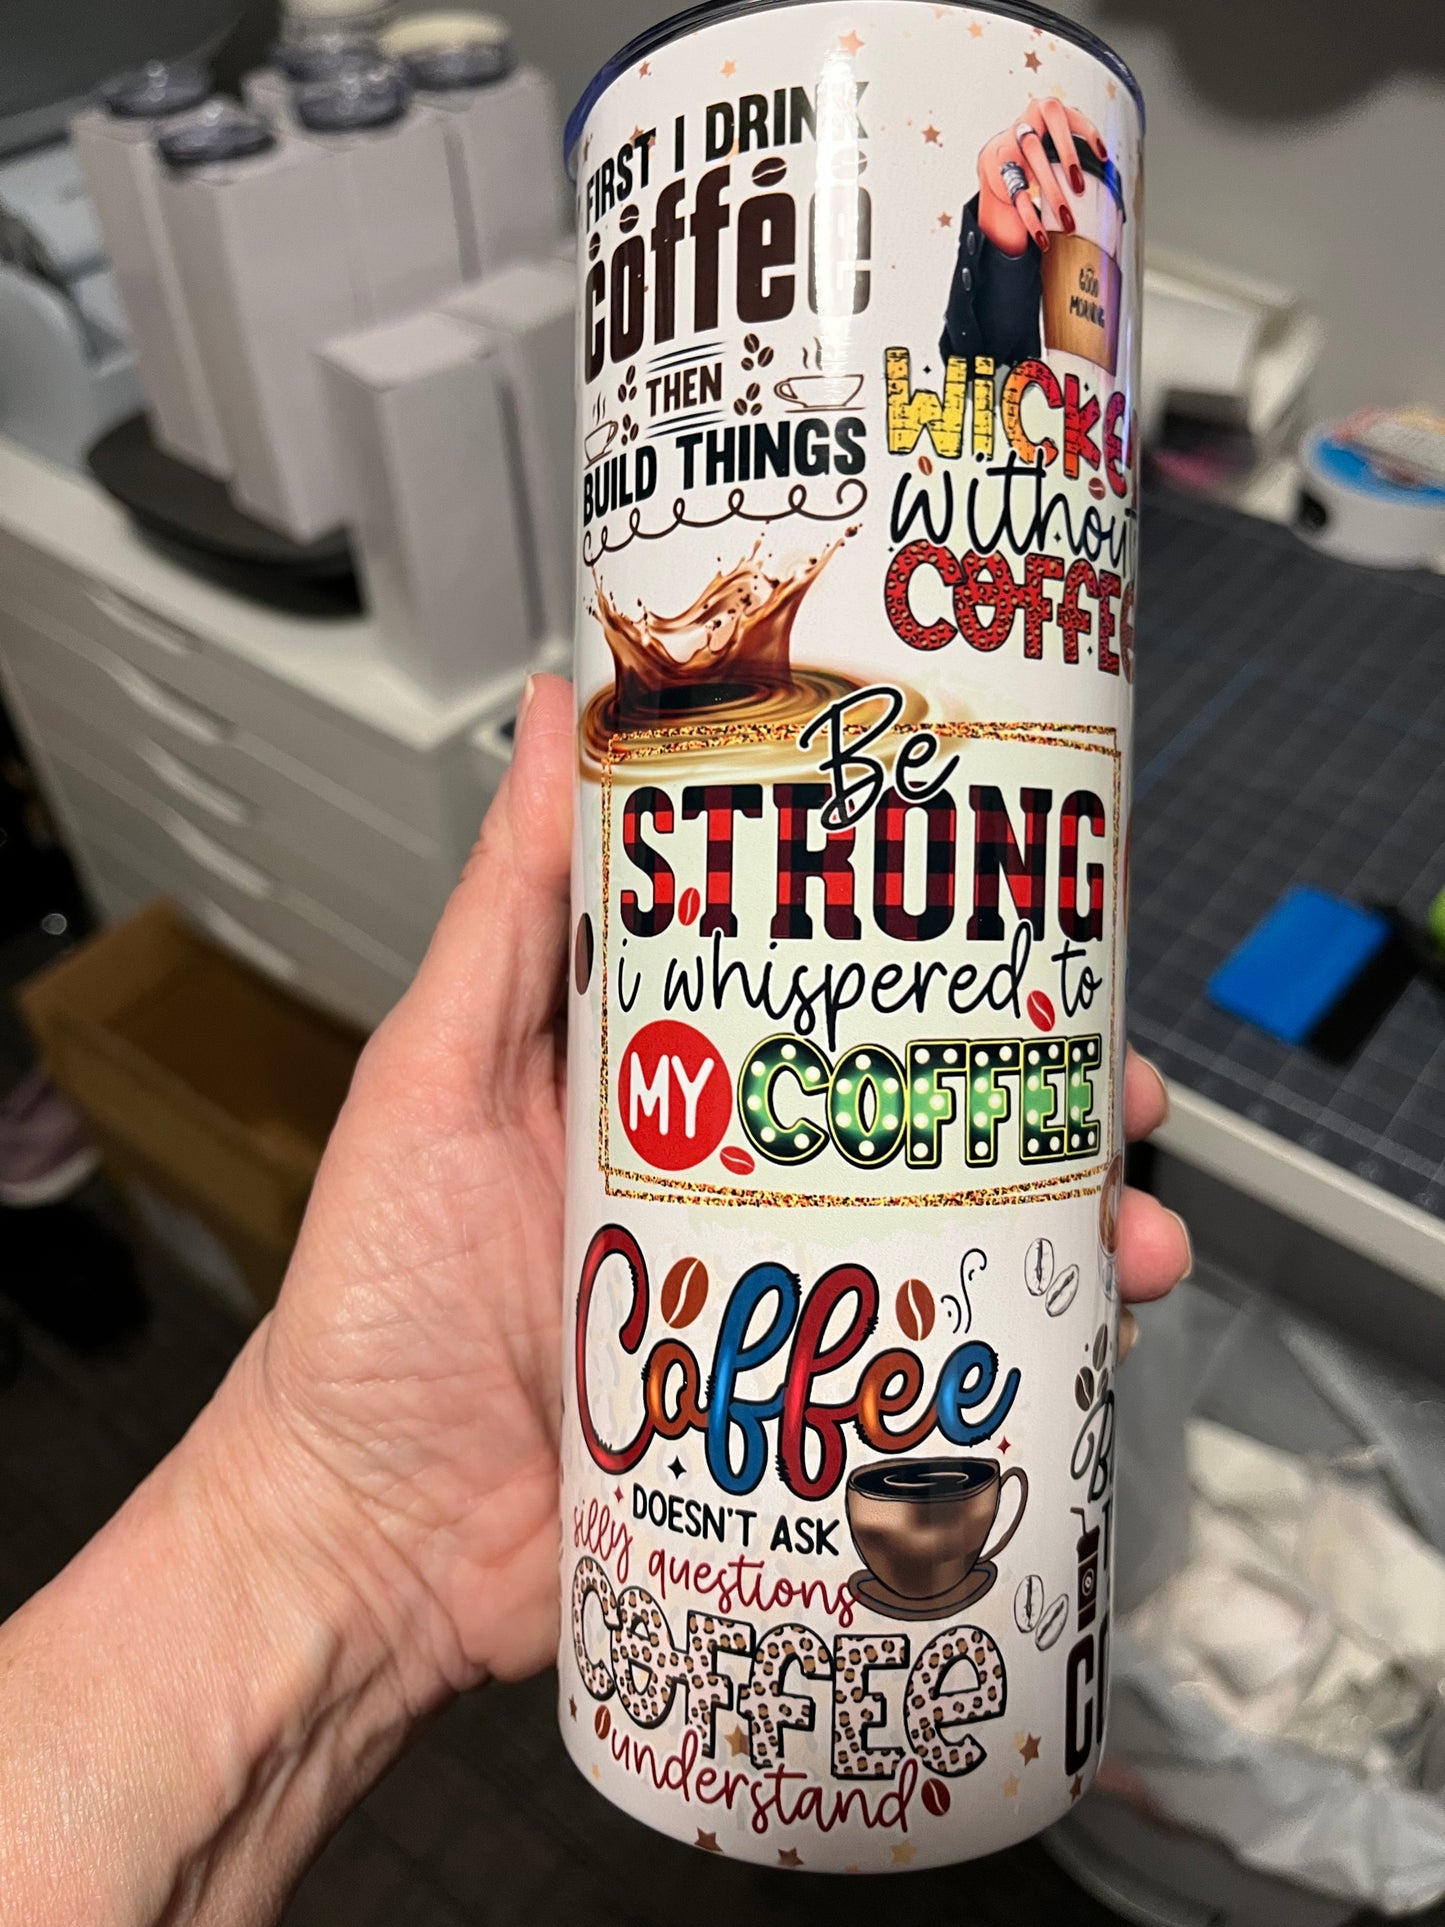 FIRST I DRINK
coffee
THEN
BUILD THINGS
GOOD
MORNING
WiCke
without
COFFEE
Be
STRONG
i whispered to
MY COFFEE
Coffee
DOESN'T ASK
silly questions
COFFEE
understand